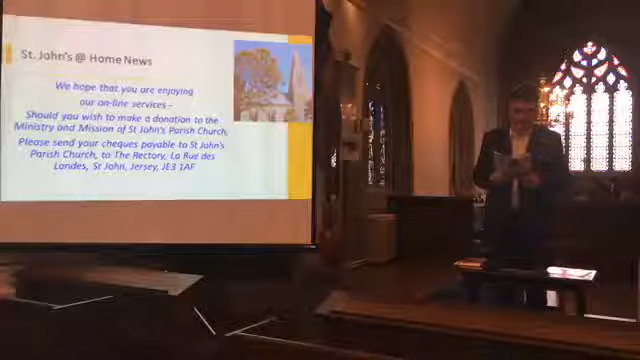 St. John's @ Home News
We hope that you are enjoying
our on-line services -
Should you wish to make a donation to the
Ministry and Mission of St John's Parish Church,
Please send your cheques payable to St John's
Parish Church, to The Rectory, La Rue des
Landes, St John, Jersey, JE3 1AF